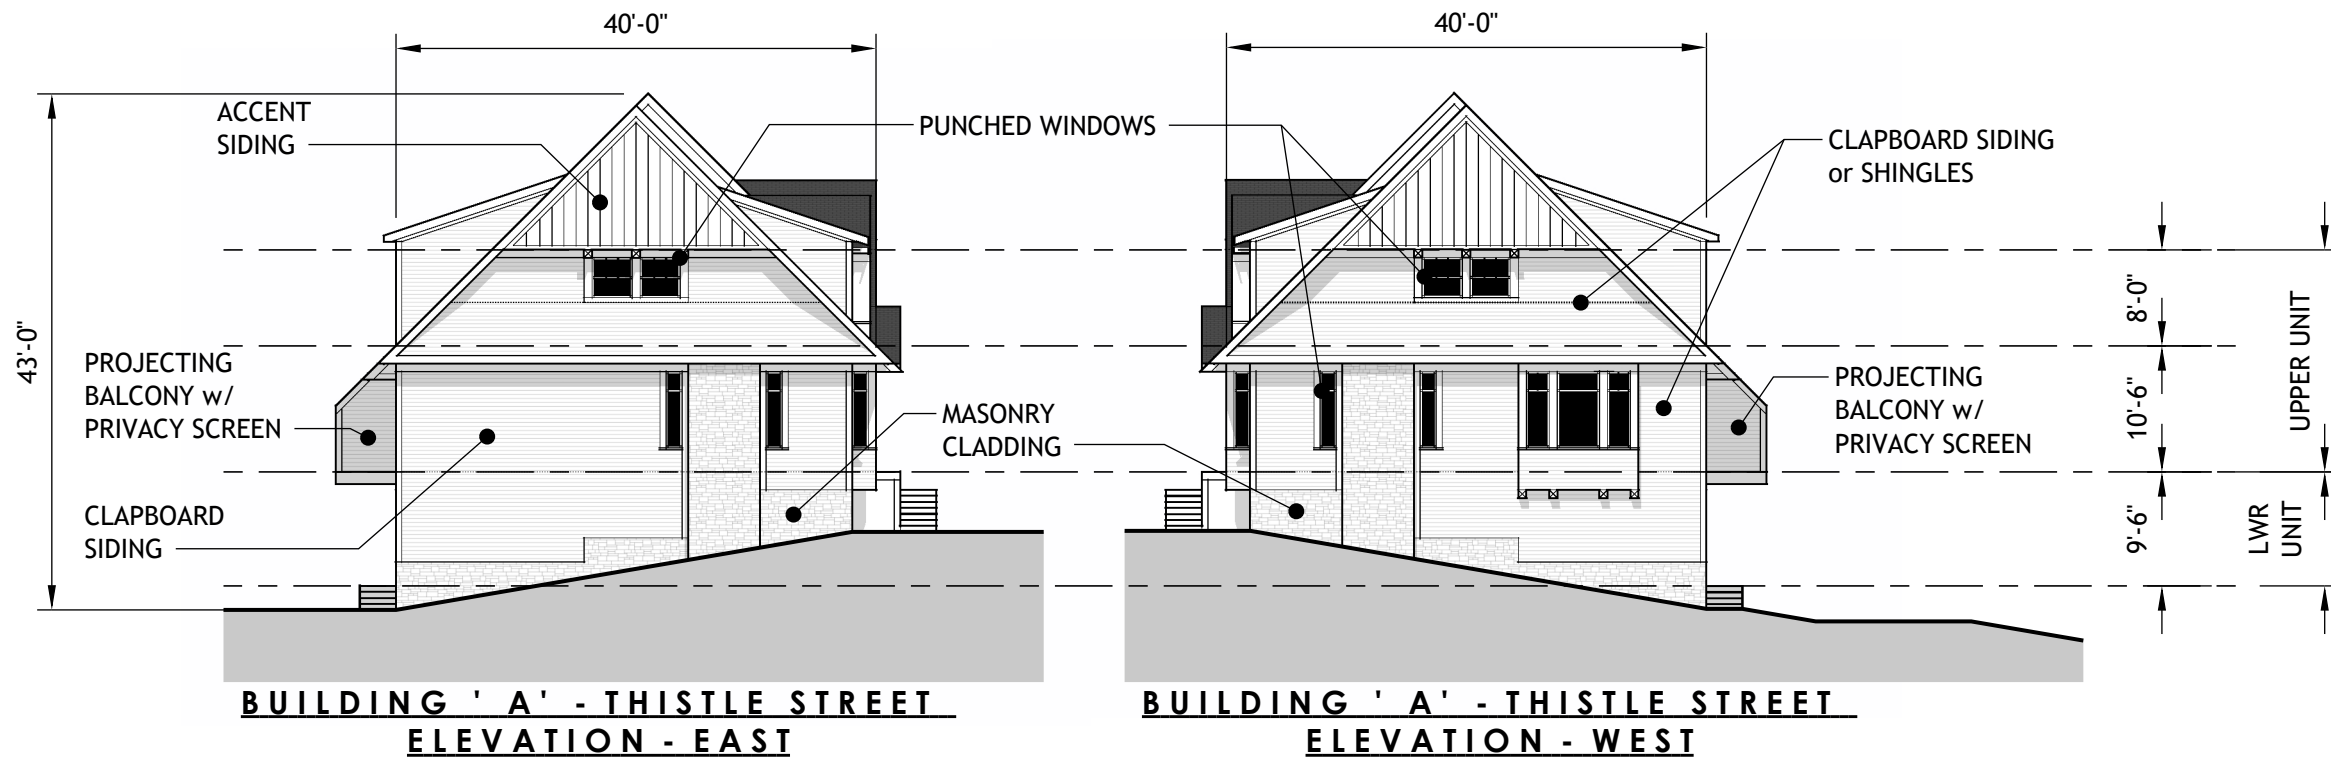 40'-0"
40'-0"
ACCENT
SIDING
PUNCHED WINDOWS
CLAPBOARD SIDING
or SHINGLES
43'-0"
8'-0"
UPPER UNIT
PROJECTING
BALCONY w/
PRIVACY SCREEN
MASONRY
CLADDING
PROJECTING
BALCONY w/
PRIVACY SCREEN
10'-6"
CLAPBOARD
SIDING
9'-6"
LWR
UNIT
BUILDING ' A' - THISTLE STREET
ELEVATION - EAST
BUILDING ' A' - THISTLE STREET
ELEVATION - WEST